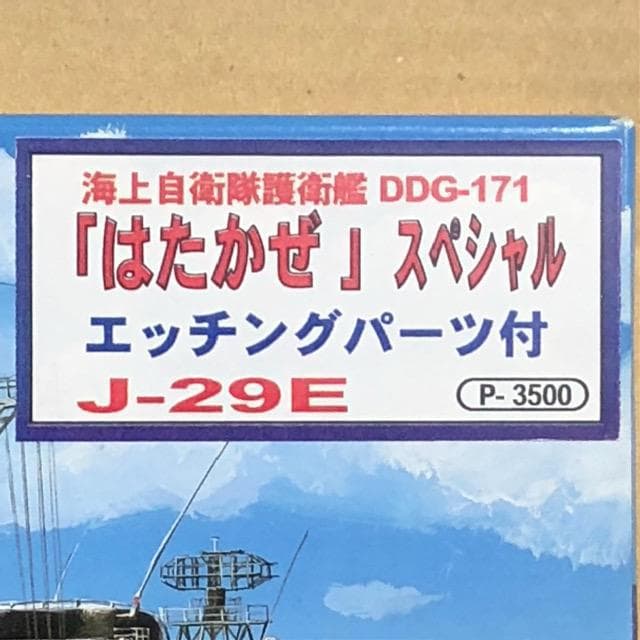 海上自衛隊護衛艦 DDG-171
「はたかぜ」スペシャル
エッチングパーツ付
J-29E
P-3500